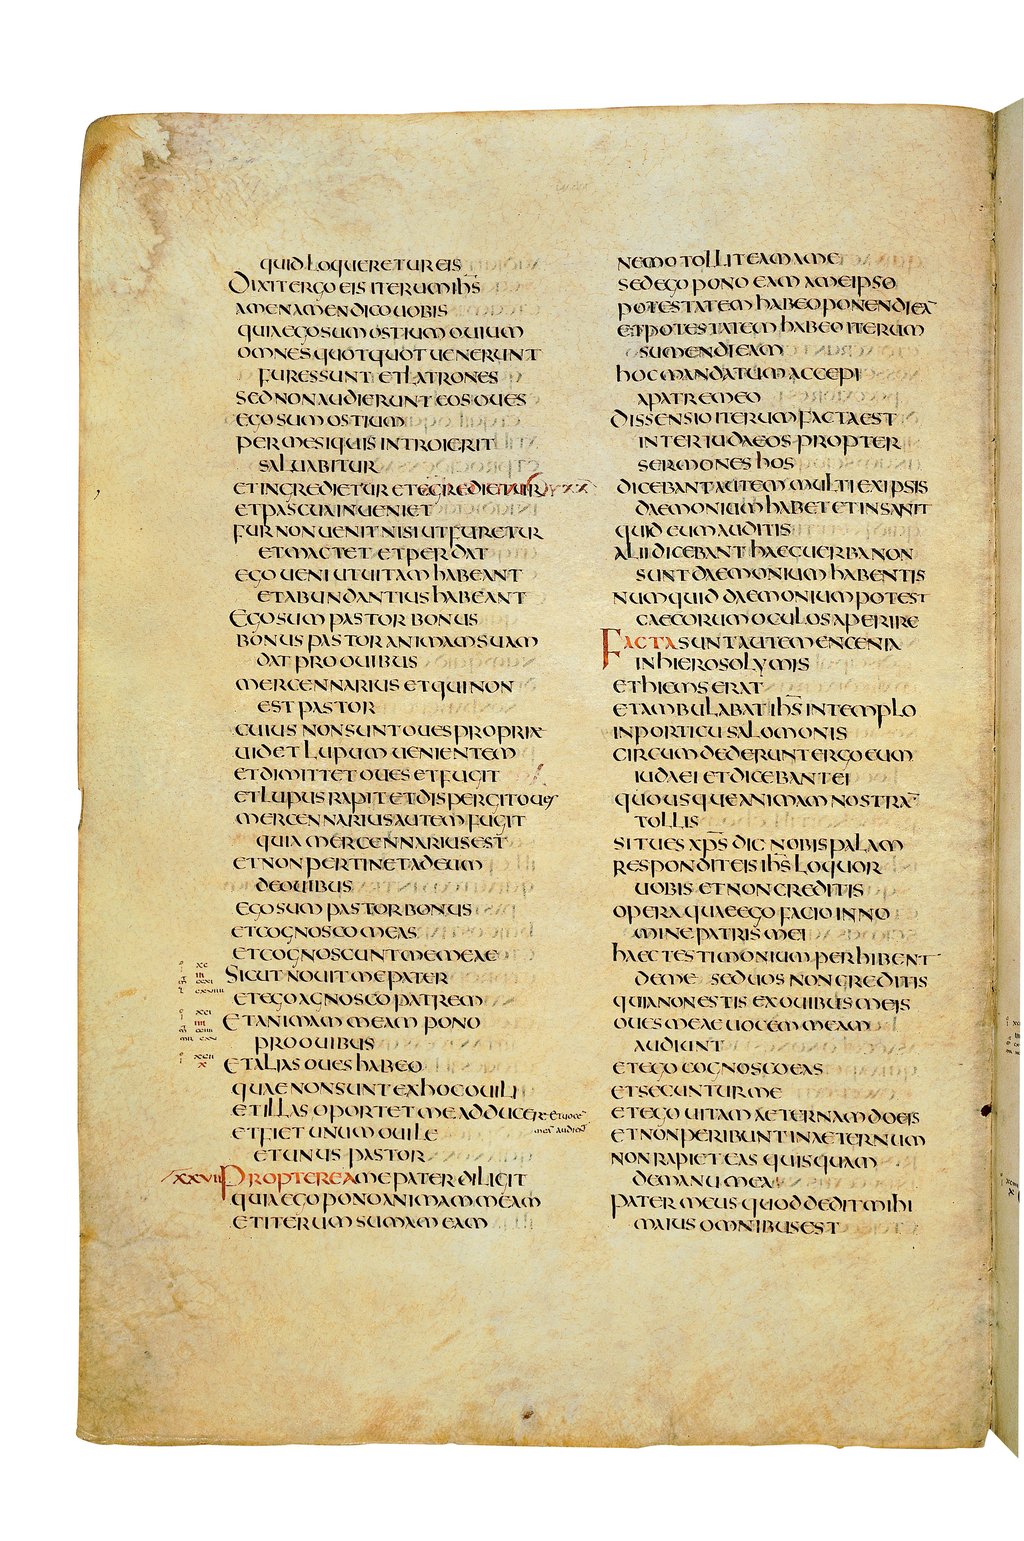 QUID LOQUERETUR EIS
DIXIT ERGO EIS ITERUM IHS
AMEN AMEN DICO UOBIS
QUIA EGO SUM OSTIUM OUIUM
OMNES QUOTQUOT UENERUNT
FURES SUNT ET LATRONES
SED NON AUDIERUNT EOS OUES
EGO SUM OSTIUM
PER ME SI QUIS INTROIERIT
SALUABITUR
ET INGREDIETUR ET EGREDIETUR
ET PASCUA INUENIET
FUR NON UENIT NISI UT FURETUR
ET MACTET ET PERDAT
EGO UENI UT UITAM HABEANT
ET ABUNDANTIUS HABEANT
EGO SUM PASTOR BONUS
BONUS PASTOR ANIMAM SUAM
DAT PRO OUIBUS
MERCENNARIUS ET QUI NON
EST PASTOR
CUIUS NON SUNT OUES PROPRIA
UIDET LUPUM UENIENTEM
ET DIMITTET OUES ET FUGIT
ET LUPUS RAPIT ET DISPERGIT OUES
MERCENNARIUS AUTEM FUGIT
QUIA MERCENNARIUS EST
ET NON PERTINET AD EUM
DE OUIBUS
EGO SUM PASTOR BONUS
ET COGNOSCO MEAS
ET COGNOSCUNT ME MEAE
SICUT NOUIT ME PATER
ET EGO AGNOSCO PATREM
ET ANIMAM MEAM PONO
PRO OUIBUS
ET ALIAS OUES HABEO
QUAE NON SUNT EX HOC OUILI
ET ILLAS OPORTET ME ADDUCERE ET UOCE
MEA AUDIENT
ET FIET UNUM OUILE
ET UNUS PASTOR
XXVII PROPTEREA ME PATER DILIGIT
QUIA EGO PONO ANIMAM MEAM
ET ITERUM SUMAM EAM
NEMO TOLLIT EAM A ME
SED EGO PONO EAM A ME IPSO
POTESTATEM HABEO PONENDI EĀ
ET POTESTATEM HABEO ITERUM
SUMENDI EAM
HOC MANDATUM ACCEPI
A PATRE MEO
DISSENSIO ITERUM FACTA EST
INTER IUDAEOS PROPTER
SERMONES HOS
DICEBANT AUTEM MULTI EX IPSIS
DAEMONIUM HABET ET INSANIT
QUID EUM AUDITIS
ALII DICEBANT HAEC UERBA NON
SUNT DAEMONIUM HABENTIS
NUMQUID DAEMONIUM POTEST
CAECORUM OCULOS APERIRE
FACTA SUNT AUTEM ENCENIA
IN HIEROSOLYMIS
ET HIEMS ERAT
ET AMBULABAT IHS IN TEMPLO
IN PORTICU SALOMONIS
CIRCUMDEDERUNT ERGO EUM
IUDAEI ET DICEBANT EI
QUOUSQUE ANIMAM NOSTRĀ
TOLLIS
SI TU ES XPS DIC NOBIS PALAM
RESPONDIT EIS IHS LOQUOR
UOBIS ET NON CREDITIS
OPERA QUAE EGO FACIO IN NO
MINE PATRIS MEI
HAEC TESTIMONIUM PERHIBENT
DE ME SED UOS NON CREDITIS
QUIA NON ESTIS EX OUIBUS MEIS
OUES MEAE UOCEM MEAM
AUDIUNT
ET EGO COGNOSCO EAS
ET SECUNTUR ME
ET EGO UITAM AETERNAM DO EIS
ET NON PERIBUNT IN AETERNUM
NON RAPIET EAS QUISQUAM
DE MANU MEA
PATER MEUS QUOD DEDIT MIHI
MAIUS OMNIBUS EST